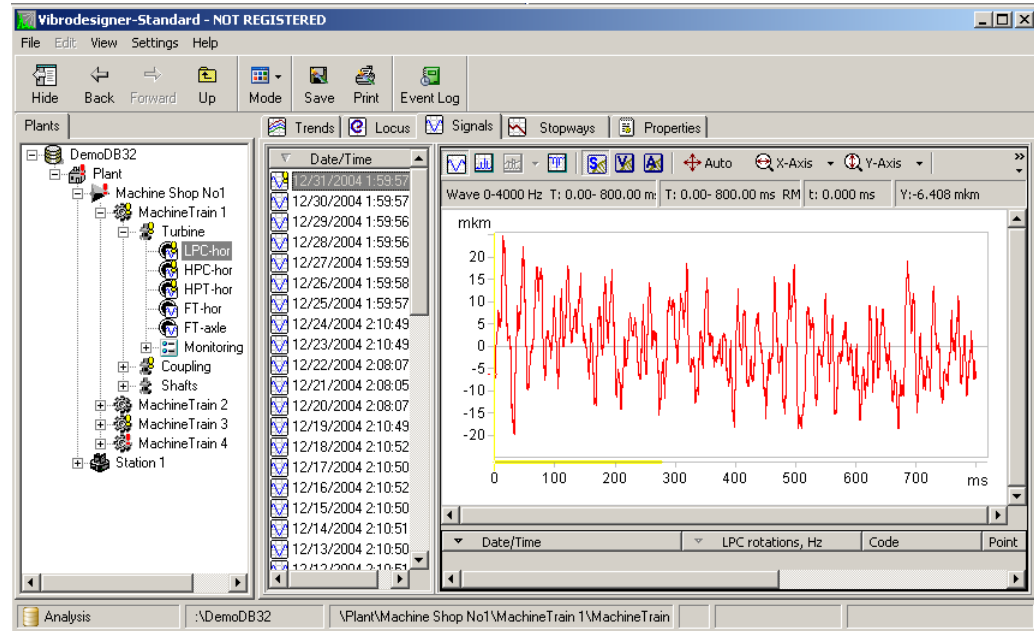 Vibrodesigner-Standard - NOT REGISTERED
File Edit View Settings Help
Hide Back Forward Up Mode Save Print Event Log
Plants
Trends Locus Signals Stopways Properties
DemoDB32
Plant
Machine Shop No1
MachineTrain 1
Turbine
LPC-hor
HPC-hor
HPT-hor
FT-hor
FT-axle
Monitoring
Coupling
Shafts
MachineTrain 2
MachineTrain 3
MachineTrain 4
Station 1
Date/Time
12/31/2004 1:59:57
12/30/2004 1:59:57
12/29/2004 1:59:56
12/28/2004 1:59:56
12/27/2004 1:59:59
12/26/2004 1:59:58
12/25/2004 1:59:57
12/24/2004 2:10:49
12/23/2004 2:10:49
12/22/2004 2:08:07
12/21/2004 2:08:05
12/20/2004 2:08:07
12/19/2004 2:10:49
12/18/2004 2:10:52
12/17/2004 2:10:50
12/16/2004 2:10:52
12/15/2004 2:10:50
12/14/2004 2:10:51
12/13/2004 2:10:50
12/12/2004 2:10:51
S V A Auto X-Axis Y-Axis »
Wave 0-4000 Hz T: 0.00- 800.00 m T: 0.00- 800.00 ms RM t: 0.000 ms Y:-6.408 mkm
mkm
20
15
10
5
0
-5
-10
-15
-20
0 100 200 300 400 500 600 700 ms
Date/Time LPC rotations, Hz Code Point
Analysis :\DemoDB32 \Plant\Machine Shop No1\MachineTrain 1\MachineTrain